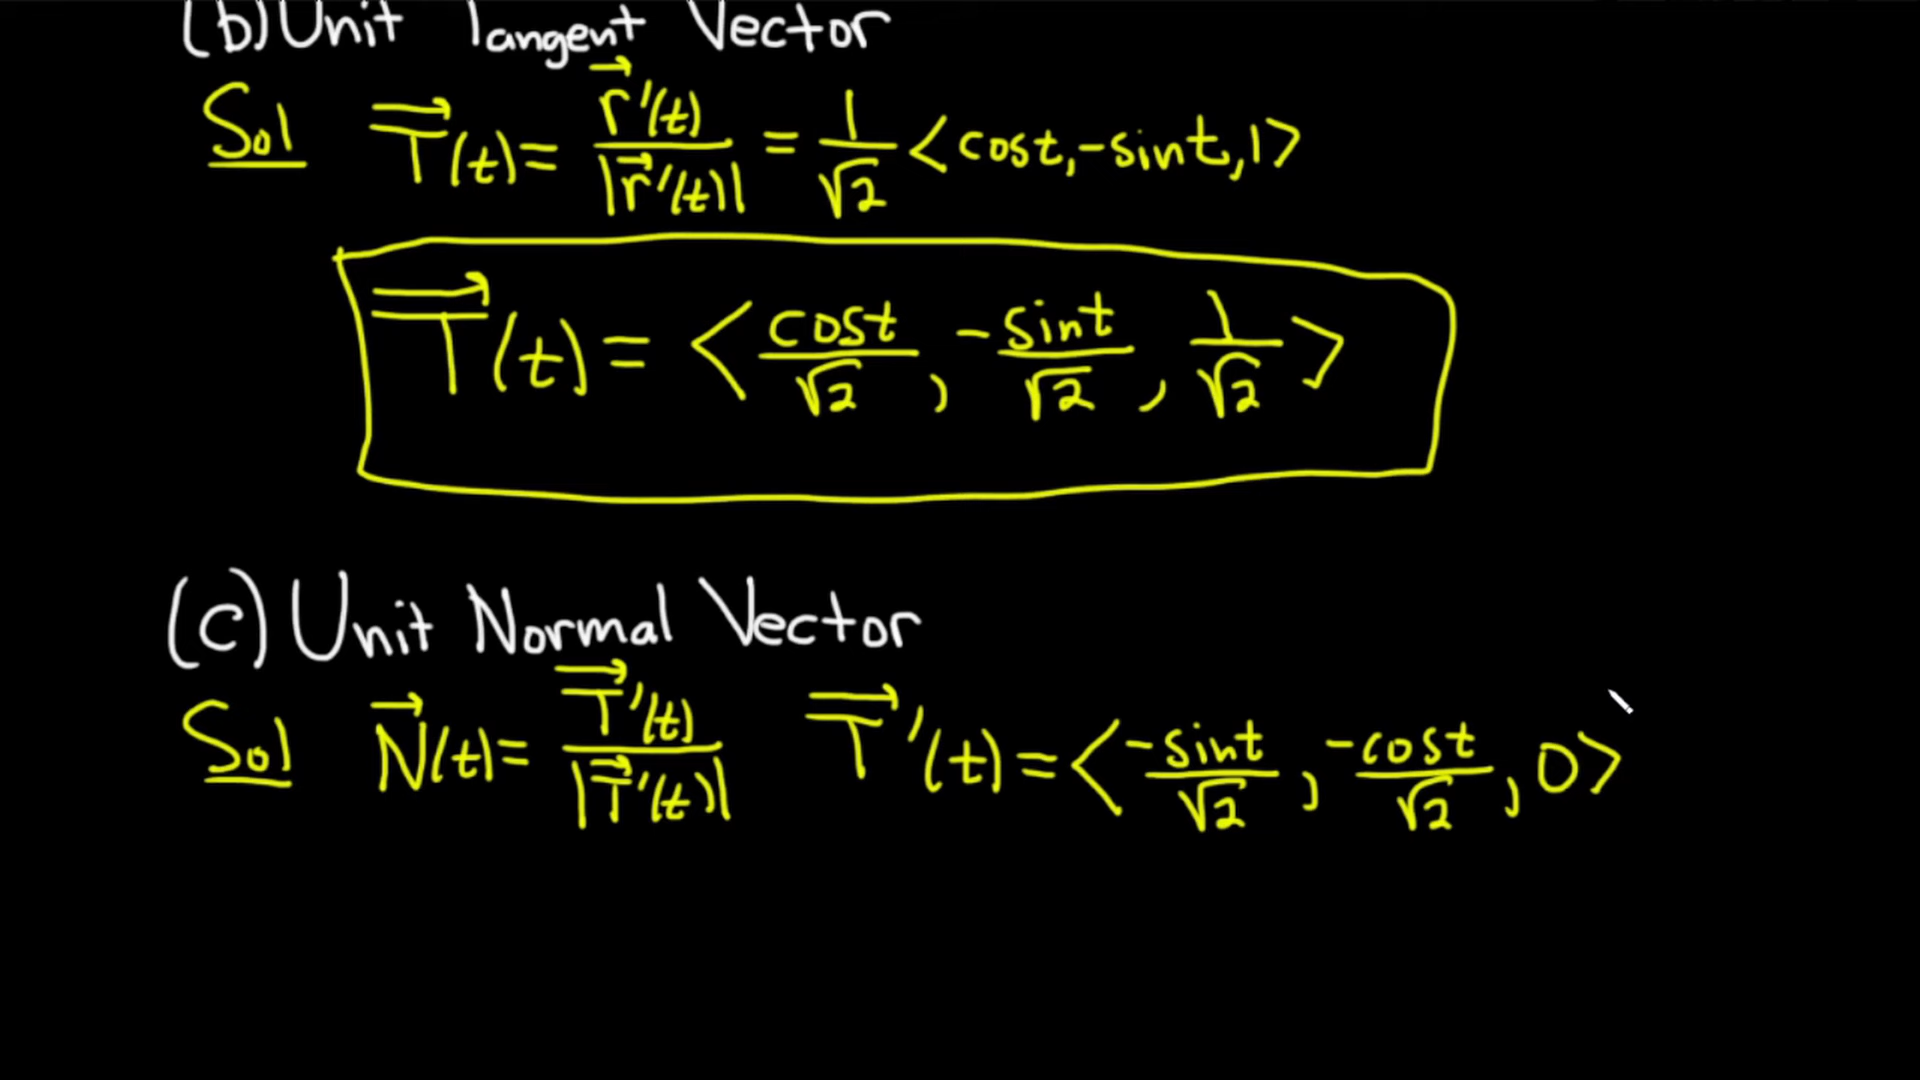 (b) Unit Tangent Vector
Sol T⃗(t) = r⃗'(t)/|r⃗'(t)| = 1/√2 <cost, -sint, 1>
T⃗(t) = <cost/√2, -sint/√2, 1/√2>
(c) Unit Normal Vector
Sol N⃗(t) = T⃗'(t)/|T⃗'(t)| T⃗'(t) = <-sint/√2, -cost/√2, 0>